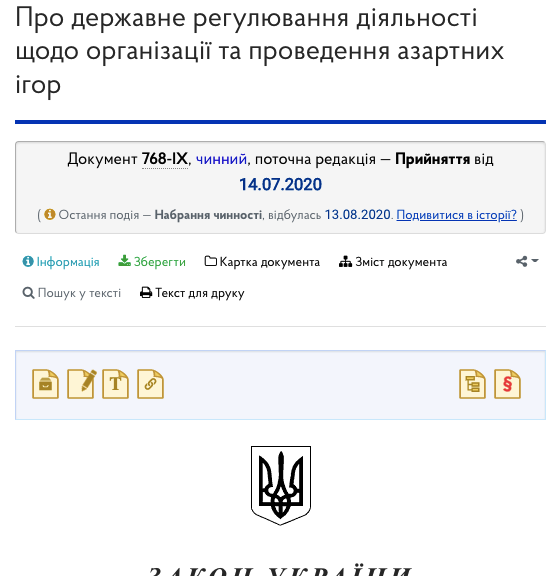 Про державне регулювання діяльності
щодо організації та проведення азартних
ігор
Документ 768-IX, чинний, поточна редакція — Прийняття від
14.07.2020
( Остання подія — Набрання чинності, відбулась 13.08.2020. Подивитися в історії? )
Інформація Зберегти Картка документа Зміст документа
Пошук у тексті Текст для друку
T §
ЗАКОН УКРАЇНИ